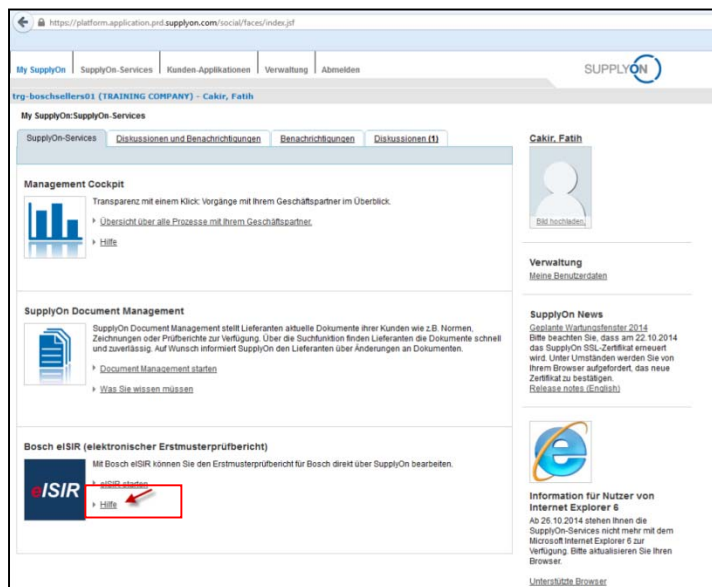 https://platform.application.prd.supplyon.com/social/faces/index.jsf
My SupplyOn SupplyOn-Services Kunden-Applikationen Verwaltung Abmelden
SUPPLYON
trg-boschsellers01 (TRAINING COMPANY) - Cakir, Fatih
My SupplyOn:SupplyOn-Services
SupplyOn-Services Diskussionen und Benachrichtigungen Benachrichtigungen Diskussionen (1)
Management Cockpit
Transparenz mit einem Klick: Vorgänge mit Ihrem Geschäftspartner im Überblick.
Übersicht über alle Prozesse mit Ihrem Geschäftspartner.
Hilfe
SupplyOn Document Management
SupplyOn Document Management stellt Lieferanten aktuelle Dokumente ihrer Kunden wie z.B. Normen,
Zeichnungen oder Prüfberichte zur Verfügung. Über die Suchfunktion finden Lieferanten die Dokumente schnell
und zuverlässig. Auf Wunsch informiert SupplyOn den Lieferanten über Änderungen an Dokumenten.
Document Management starten
Was Sie wissen müssen
Bosch eISIR (elektronischer Erstmusterprüfbericht)
Mit Bosch eISIR können Sie den Erstmusterprüfbericht für Bosch direkt über SupplyOn bearbeiten.
eISIR
eISIR starten
Hilfe
Cakir, Fatih
Bild hochladen.
Verwaltung
Meine Benutzerdaten
SupplyOn News
Geplante Wartungsfenster 2014
Bitte beachten Sie, dass am 22.10.2014
das SupplyOn SSL-Zertifikat erneuert
wird. Unter Umständen werden Sie von
Ihrem Browser aufgefordert, das neue
Zertifikat zu bestätigen.
Release notes (English)
Information für Nutzer von
Internet Explorer 6
Ab 26.10.2014 stehen Ihnen die
SupplyOn-Services nicht mehr mit dem
Microsoft Internet Explorer 6 zur
Verfügung. Bitte aktualisieren Sie Ihren
Browser.
Unterstützte Browser